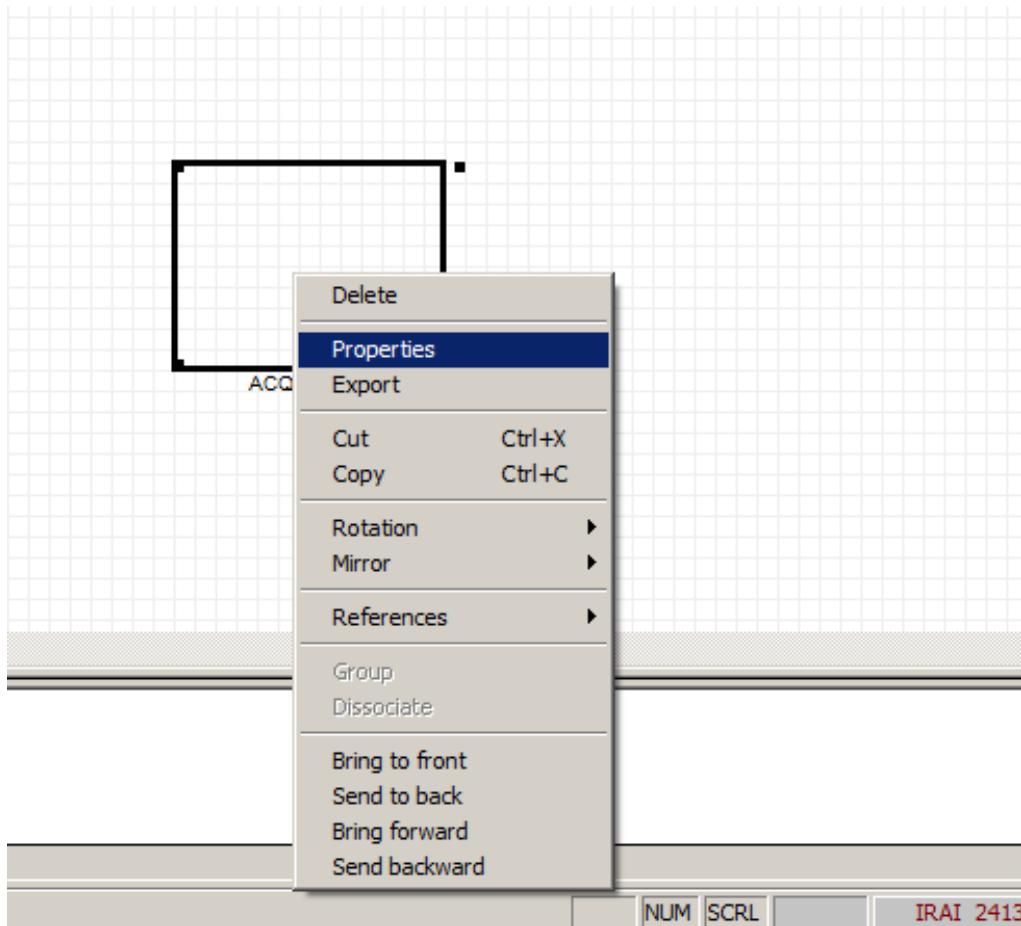 ACQ
Delete
Properties
Export
Cut Ctrl+X
Copy Ctrl+C
Rotation
Mirror
References
Group
Dissociate
Bring to front
Send to back
Bring forward
Send backward
NUM SCRL IRAI 2413